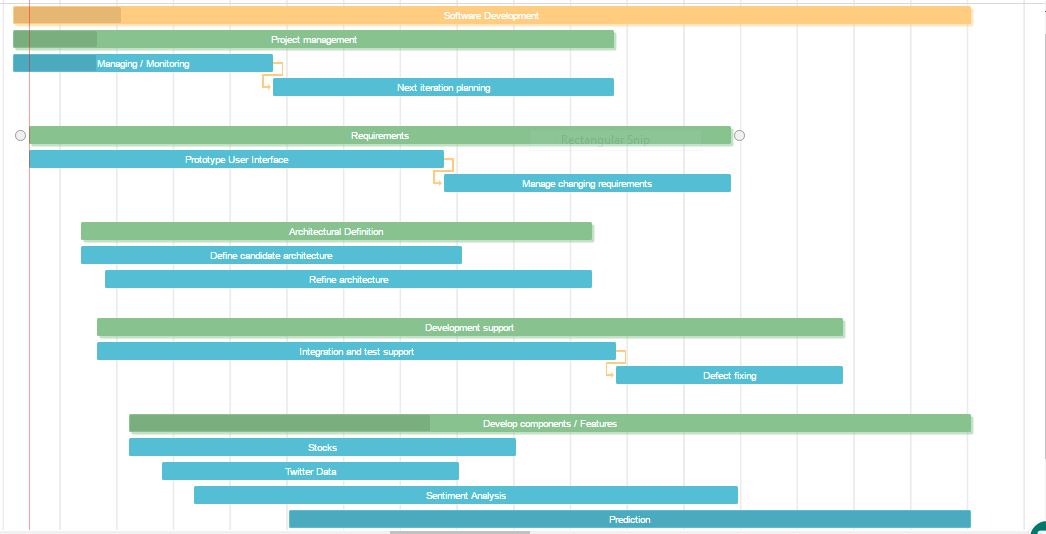 Software Development
Project management
Managing / Monitoring
Next iteration planning
Requirements
Rectangular Snip
Prototype User Interface
Manage changing requirements
Architectural Definition
Define candidate architecture
Refine architecture
Development support
Integration and test support
Defect fixing
Develop components / Features
Stocks
Twitter Data
Sentiment Analysis
Prediction